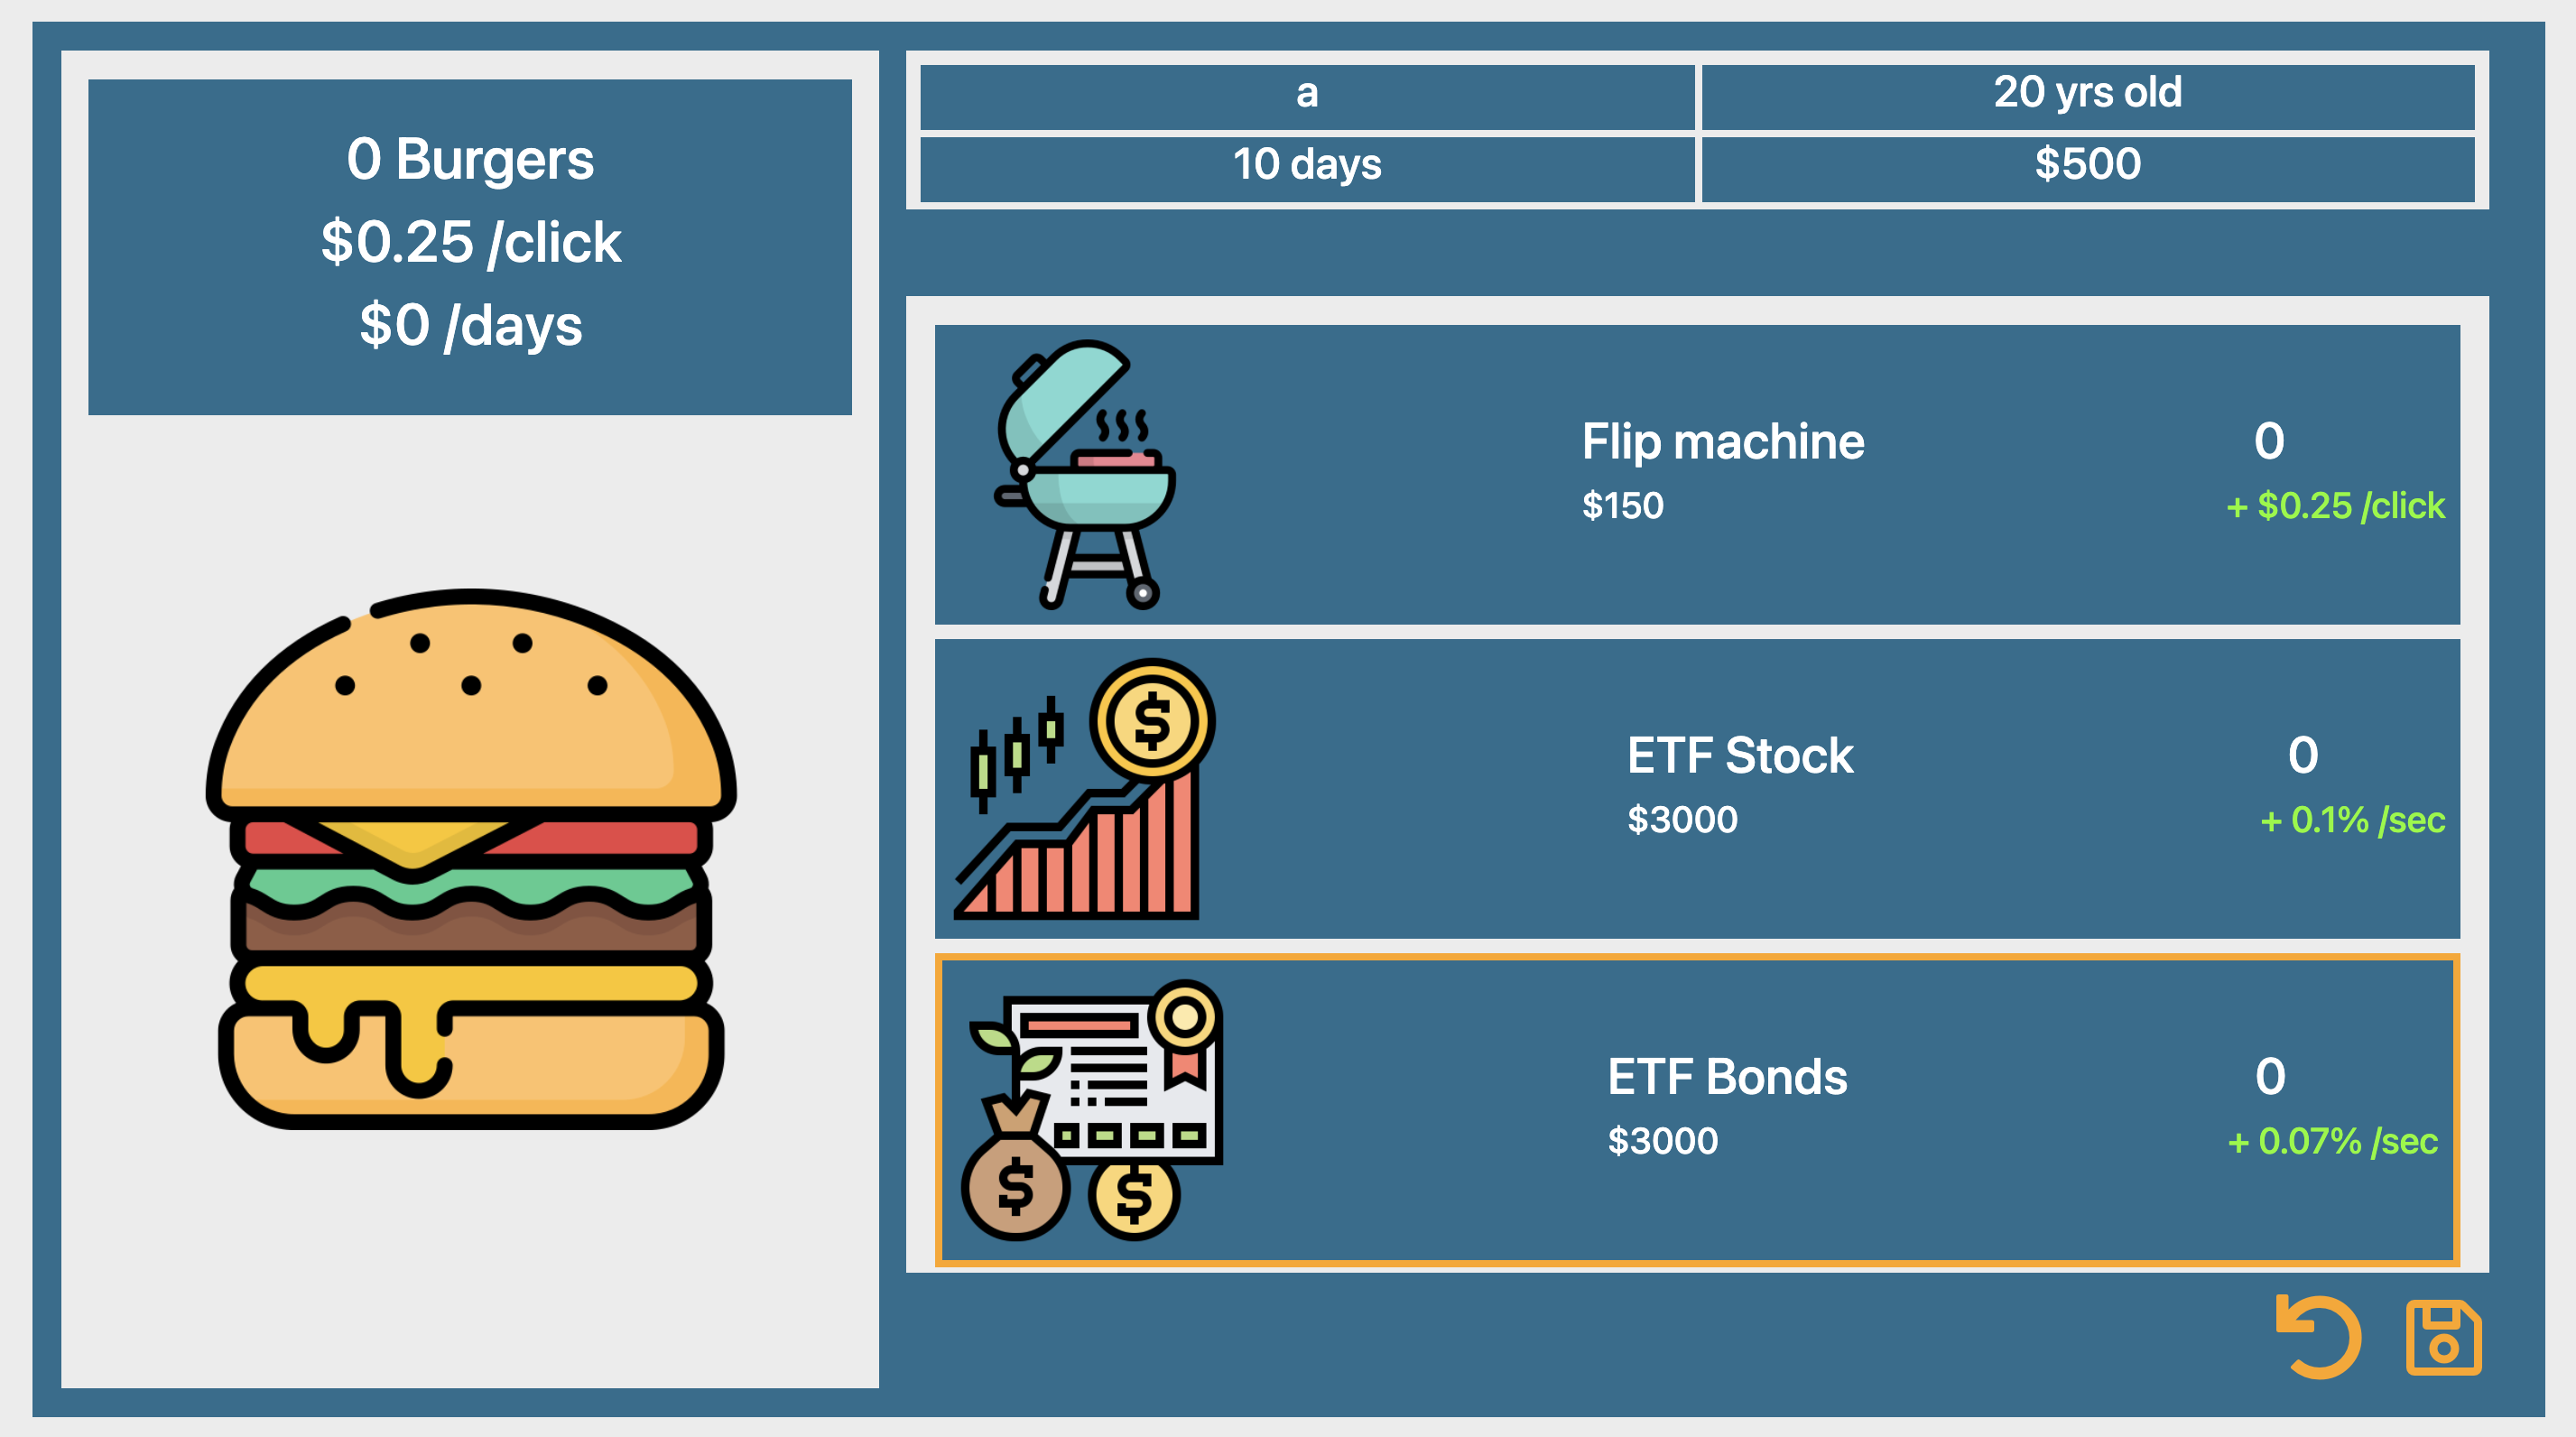 0 Burgers
$0.25 /click
$0 /days
a
20 yrs old
10 days
$500
Flip machine
0
$150
+ $0.25 /click
$
ETF Stock
0
$3000
+ 0.1% /sec
ETF Bonds
0
$3000
+ 0.07% /sec
$
$